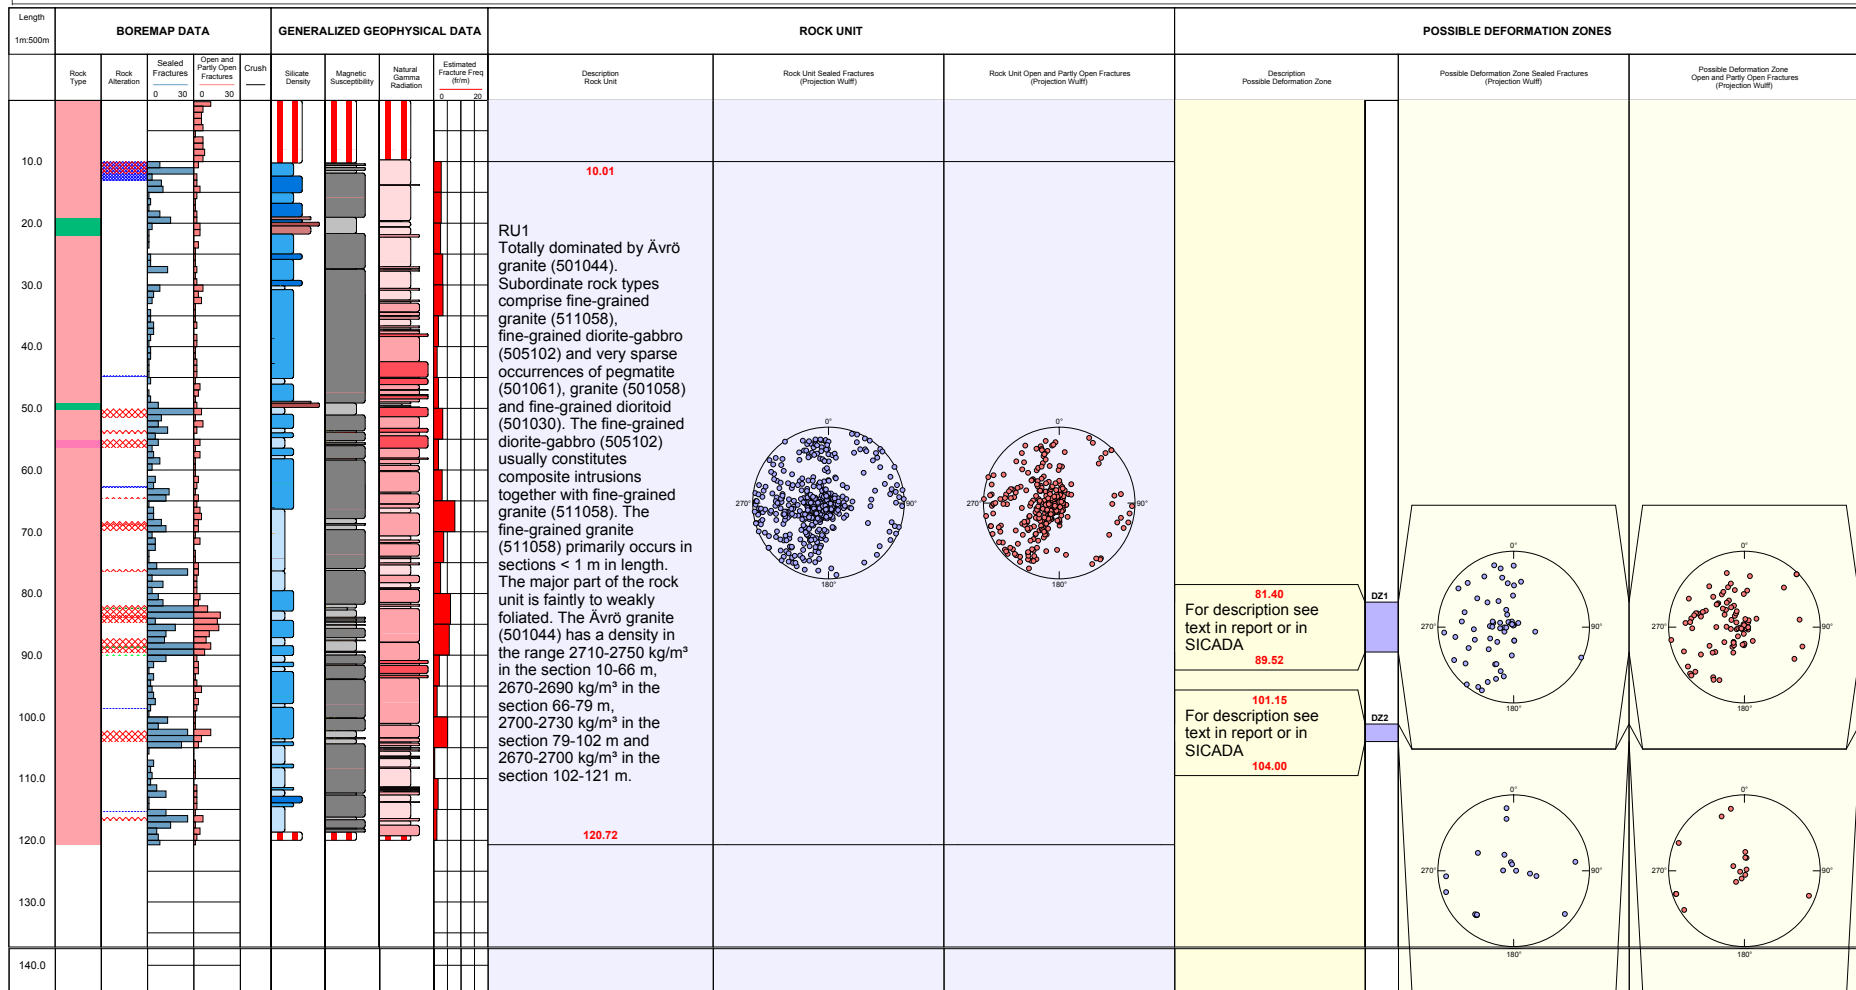 Length
1m:500m
BOREMAP DATA
GENERALIZED GEOPHYSICAL DATA
ROCK UNIT
POSSIBLE DEFORMATION ZONES
Rock
Type
Rock
Alteration
Sealed
Fractures
0 30
Open and
Partly Open
Fractures
0 30
Crush
Silicate
Density
Magnetic
Susceptibility
Natural
Gamma
Radiation
Estimated
Fracture Freq
(fr/m)
0 20
Description
Rock Unit
Rock Unit Sealed Fractures
(Projection Wulff)
Rock Unit Open and Partly Open Fractures
(Projection Wulff)
Description
Possible Deformation Zone
Possible Deformation Zone Sealed Fractures
(Projection Wulff)
Possible Deformation Zone
Open and Partly Open Fractures
(Projection Wulff)
10.0
20.0
30.0
40.0
50.0
60.0
70.0
80.0
90.0
100.0
110.0
120.0
130.0
140.0
10.01
RU1
Totally dominated by Ävrö
granite (501044).
Subordinate rock types
comprise fine-grained
granite (511058),
fine-grained diorite-gabbro
(505102) and very sparse
occurrences of pegmatite
(501061), granite (501058)
and fine-grained dioritoid
(501030). The fine-grained
diorite-gabbro (505102)
usually constitutes
composite intrusions
together with fine-grained
granite (511058). The
fine-grained granite
(511058) primarily occurs in
sections < 1 m in length.
The major part of the rock
unit is faintly to weakly
foliated. The Ävrö granite
(501044) has a density in
the range 2710-2750 kg/m³
in the section 10-66 m,
2670-2690 kg/m³ in the
section 66-79 m,
2700-2730 kg/m³ in the
section 79-102 m and
2670-2700 kg/m³ in the
section 102-121 m.
120.72
0°
270°
90°
180°
0°
270°
90°
180°
81.40
For description see
text in report or in
SICADA
89.52
DZ1
101.15
For description see
text in report or in
SICADA
104.00
DZ2
0°
270°
90°
180°
0°
270°
90°
180°
0°
270°
90°
180°
0°
270°
90°
180°